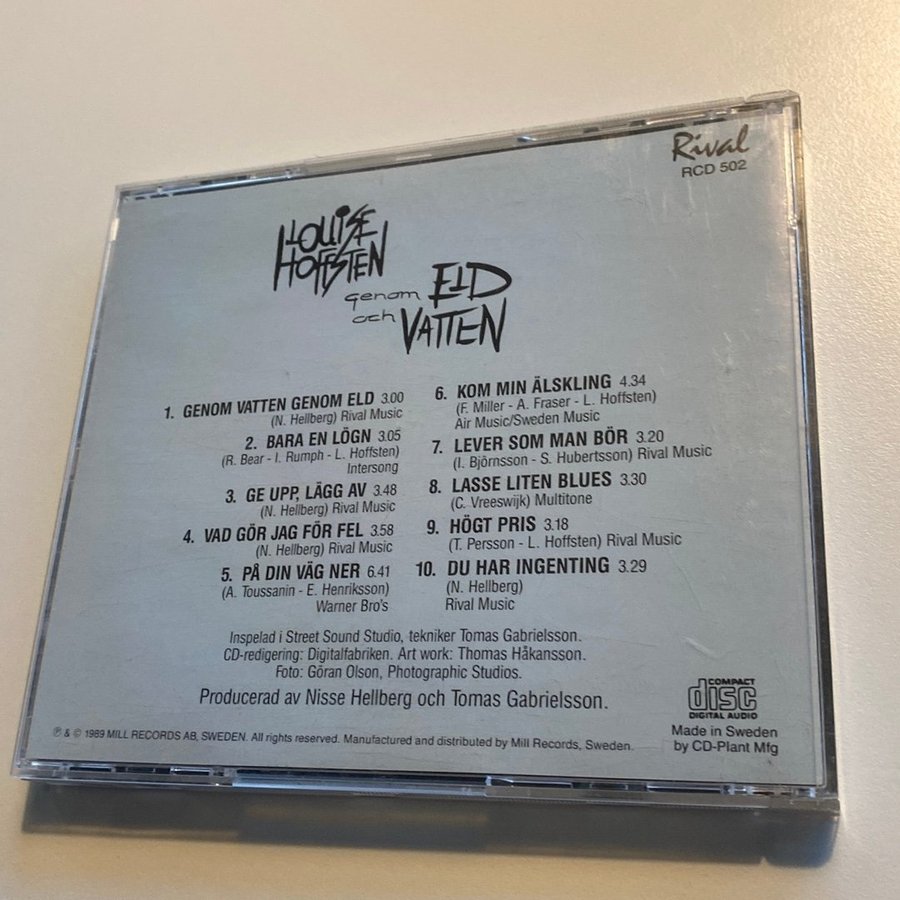 Rival
RCD 502
LOUISE
HOFFSTEN
genom ELD
och VATTEN
1. GENOM VATTEN GENOM ELD 3.00
(N. Hellberg) Rival Music
2. BARA EN LÖGN 3.05
(R. Bear - I. Rumph - L. Hoffsten)
Intersong
3. GE UPP, LÄGG AV 3.48
(N. Hellberg) Rival Music
4. VAD GÖR JAG FÖR FEL 3.58
(N. Hellberg) Rival Music
5. PÅ DIN VÄG NER 6.41
(A. Toussanin - E. Henriksson)
Warner Bro's
6. KOM MIN ÄLSKLING 4.34
(F. Miller - A. Fraser - L. Hoffsten)
Air Music/Sweden Music
7. LEVER SOM MAN BÖR 3.20
(I. Björnsson - S. Hubertsson) Rival Music
8. LASSE LITEN BLUES 3.30
(C. Vreeswijk) Multitone
9. HÖGT PRIS 3.18
(T. Persson - L. Hoffsten) Rival Music
10. DU HAR INGENTING 3.29
(N. Hellberg)
Rival Music
Inspelad i Street Sound Studio, tekniker Tomas Gabrielsson.
CD-redigering: Digitalfabriken. Art work: Thomas Håkansson.
Foto: Göran Olson, Photographic Studios.
Producerad av Nisse Hellberg och Tomas Gabrielsson.
℗ & © 1989 MILL RECORDS AB, SWEDEN. All rights reserved. Manufactured and distributed by Mill Records, Sweden.
COMPACT
disc
DIGITAL AUDIO
Made in Sweden
by CD-Plant Mfg